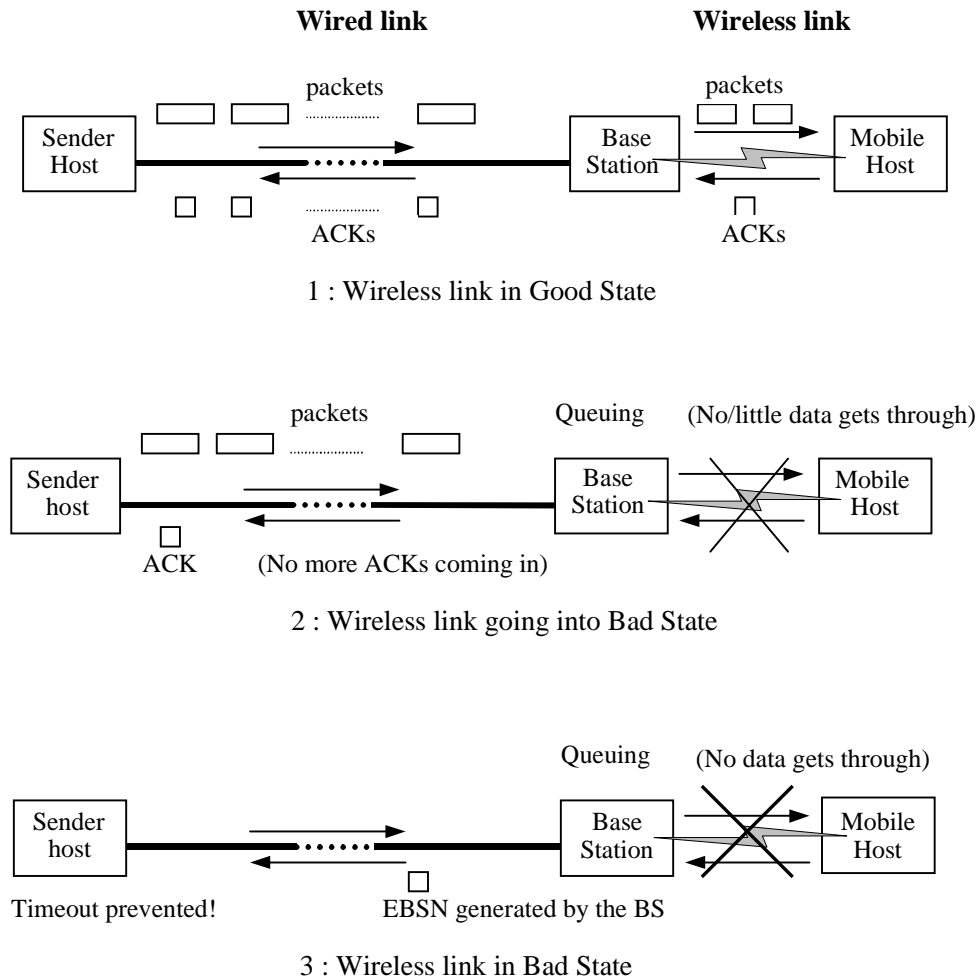 Wired link
Wireless link
packets
packets
Sender
Host
Base
Station
Mobile
Host
ACKs
ACKs
1 : Wireless link in Good State
packets
Queuing
(No/little data gets through)
Sender
host
Base
Station
Mobile
Host
ACK
(No more ACKs coming in)
2 : Wireless link going into Bad State
Queuing
(No data gets through)
Sender
host
Base
Station
Mobile
Host
Timeout prevented!
EBSN generated by the BS
3 : Wireless link in Bad State